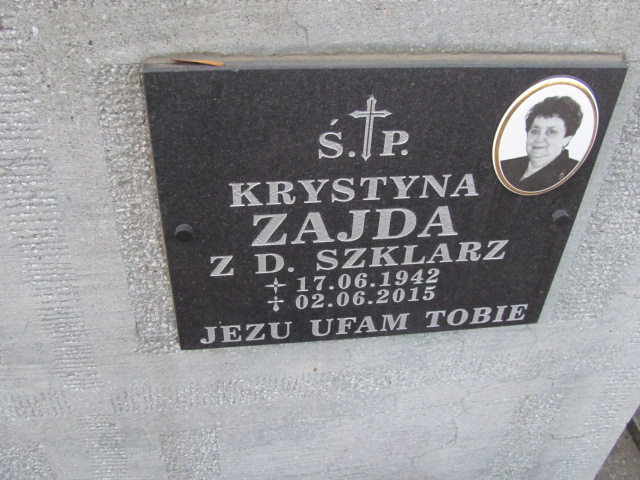 Ś.P.
KRYSTYNA
ZAJDA
Z D. SZKLARZ
17.06.1942
02.06.2015
JEZU UFAM TOBIE